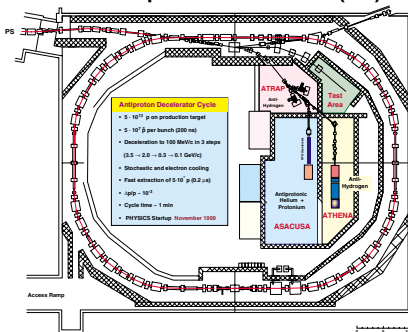 PS
ATRAP
Anti-
Hydrogen
Test
Area
Antiproton Decelerator Cycle
• 5 · 10¹³ p on production target
• 5 · 10⁷ p̄ per bunch (200 ns)
• Deceleration to 100 MeV/c in 3 steps
(3.5 → 2.0 → 0.3 → 0.1 GeV/c)
• Stochastic and electron cooling
• Fast extraction of 5·10⁷ p̄ (0.2 µs)
• Δp/p ~ 10⁻³
• Cycle time ~ 1 min
• PHYSICS Startup November 1999
Antiprotonic
Helium +
Protonium
ASACUSA
Anti-
Hydrogen
ATHENA
Access Ramp